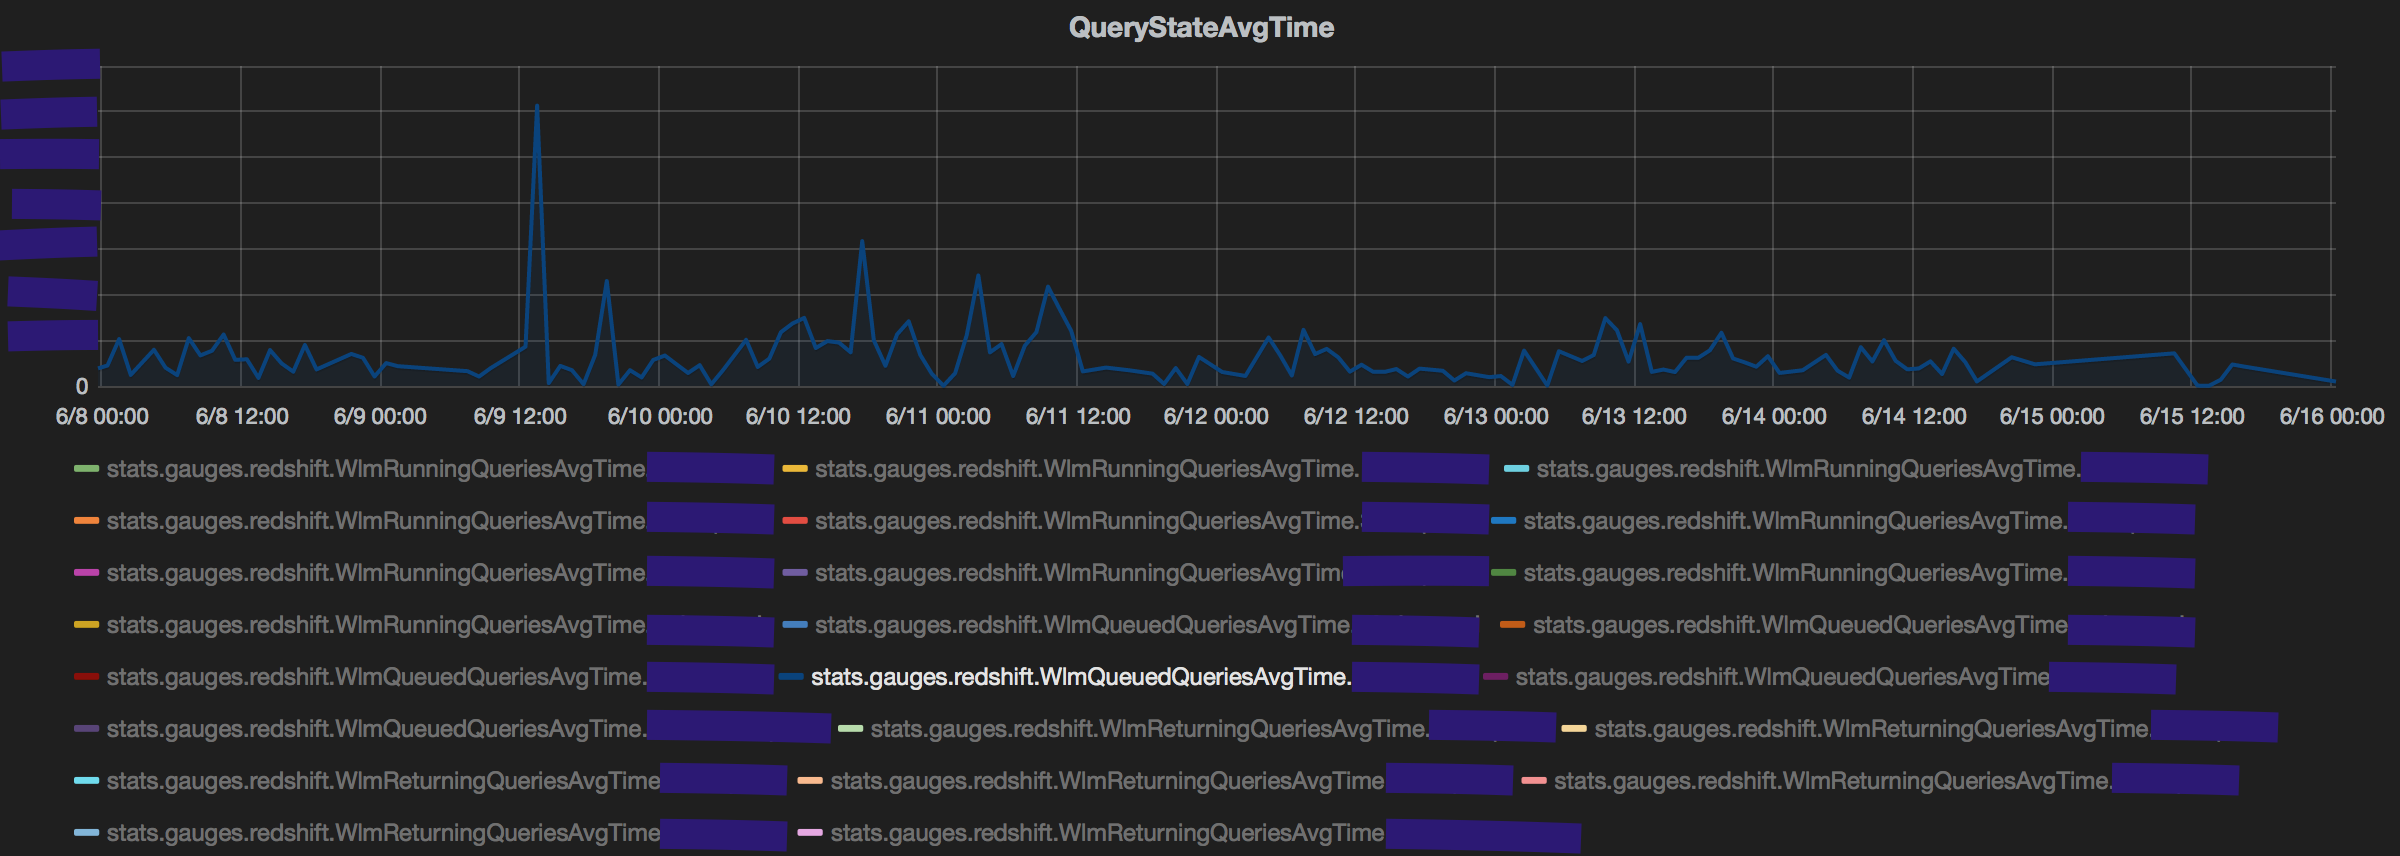 QueryStateAvgTime
0
6/8 00:00 6/8 12:00 6/9 00:00 6/9 12:00 6/10 00:00 6/10 12:00 6/11 00:00 6/11 12:00 6/12 00:00 6/12 12:00 6/13 00:00 6/13 12:00 6/14 00:00 6/14 12:00 6/15 00:00 6/15 12:00 6/16 00:00
stats.gauges.redshift.WlmRunningQueriesAvgTime. stats.gauges.redshift.WlmRunningQueriesAvgTime. stats.gauges.redshift.WlmRunningQueriesAvgTime.
stats.gauges.redshift.WlmRunningQueriesAvgTime. stats.gauges.redshift.WlmRunningQueriesAvgTime. stats.gauges.redshift.WlmRunningQueriesAvgTime.
stats.gauges.redshift.WlmRunningQueriesAvgTime stats.gauges.redshift.WlmRunningQueriesAvgTim stats.gauges.redshift.WlmRunningQueriesAvgTime.
stats.gauges.redshift.WlmRunningQueriesAvgTime. stats.gauges.redshift.WlmQueuedQueriesAvgTime. stats.gauges.redshift.WlmQueuedQueriesAvgTime
stats.gauges.redshift.WlmQueuedQueriesAvgTime. stats.gauges.redshift.WlmQueuedQueriesAvgTime. stats.gauges.redshift.WlmQueuedQueriesAvgTime
stats.gauges.redshift.WlmQueuedQueriesAvgTime. stats.gauges.redshift.WlmReturningQueriesAvgTime. stats.gauges.redshift.WlmReturningQueriesAvgTime.
stats.gauges.redshift.WlmReturningQueriesAvgTime stats.gauges.redshift.WlmReturningQueriesAvgTime stats.gauges.redshift.WlmReturningQueriesAvgTime.
stats.gauges.redshift.WlmReturningQueriesAvgTime stats.gauges.redshift.WlmReturningQueriesAvgTime